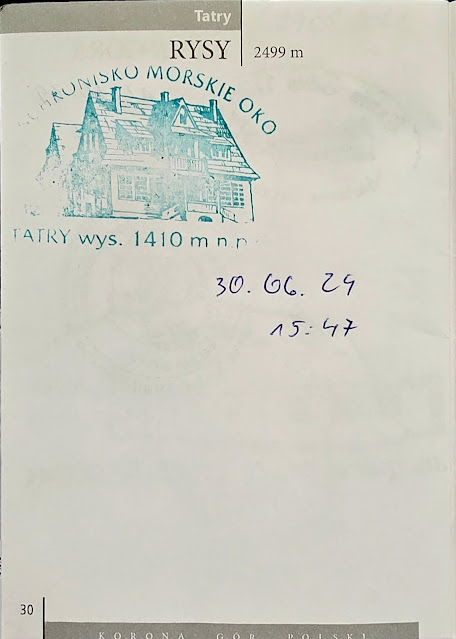 Tatry
RYSY 2499 m
SCHRONISKO MORSKIE OKO
TATRY wys. 1410 m n p
30. 06. 24
15:47
30
KORONA GÓR POLSKI